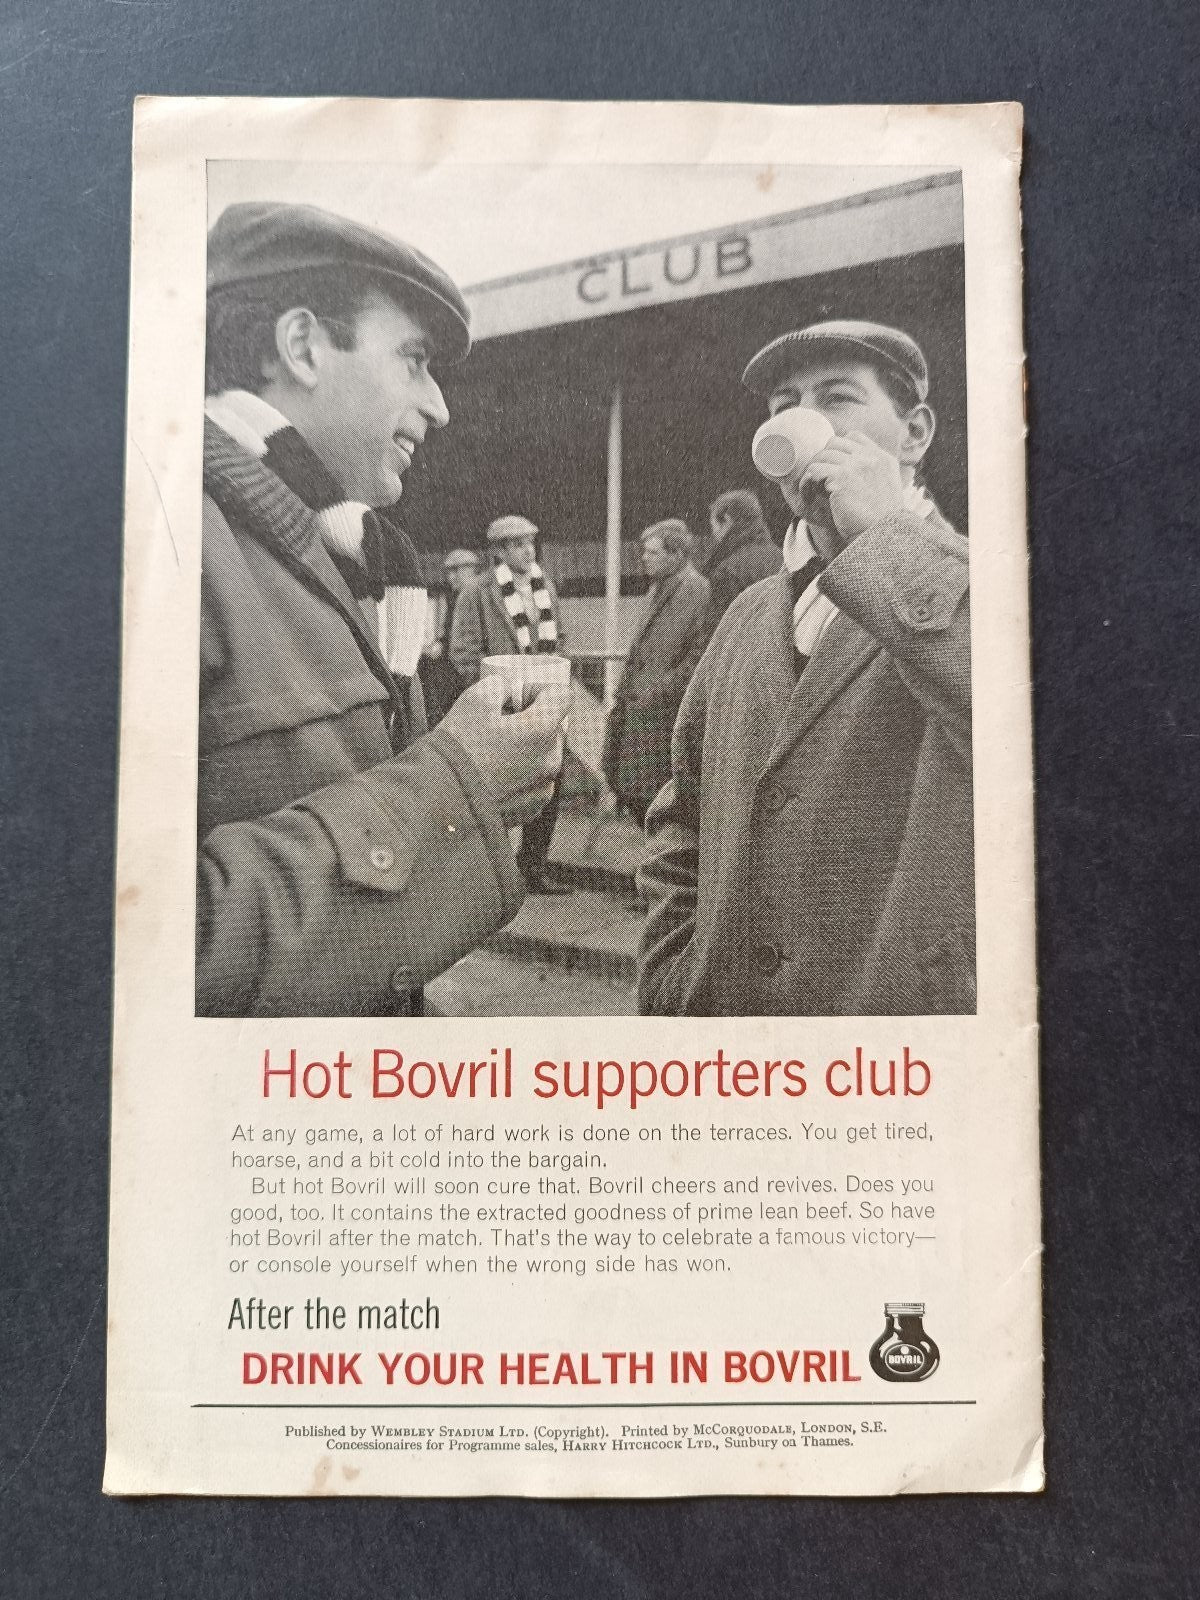 CLUB
Hot Bovril supporters club
At any game, a lot of hard work is done on the terraces. You get tired,
hoarse, and a bit cold into the bargain.
But hot Bovril will soon cure that. Bovril cheers and revives. Does you
good, too. It contains the extracted goodness of prime lean beef. So have
hot Bovril after the match. That's the way to celebrate a famous victory—
or console yourself when the wrong side has won.
After the match
DRINK YOUR HEALTH IN BOVRIL
BOVRIL
Published by WEMBLEY STADIUM LTD. (Copyright). Printed by MCCORQUODALE, LONDON, S.E.
Concessionaires for Programme sales, HARRY HITCHCOCK LTD., Sunbury on Thames.